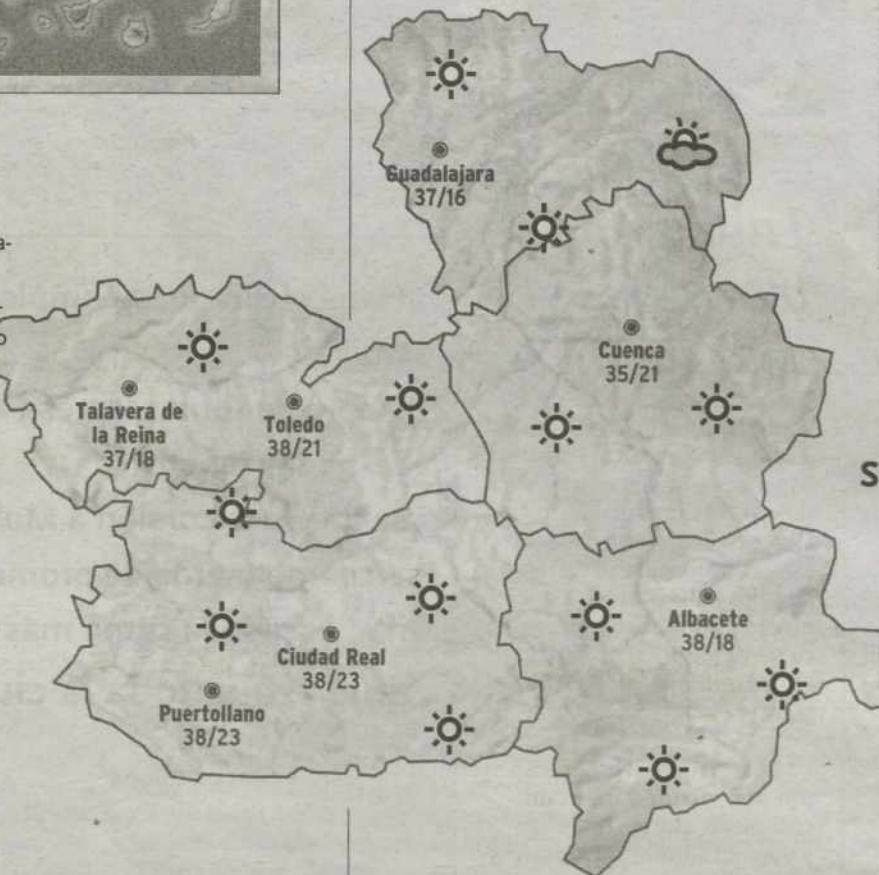 Guadalajara
37/16
a-
o
Cuenca
35/21
Talavera de
la Reina
37/18
Toledo
38/21
S
Albacete
38/18
Ciudad Real
38/23
Puertollano
38/23